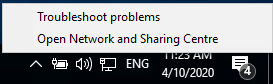 Troubleshoot problems
Open Network and Sharing Centre
11:23 AM
ENG
4/10/2020
4